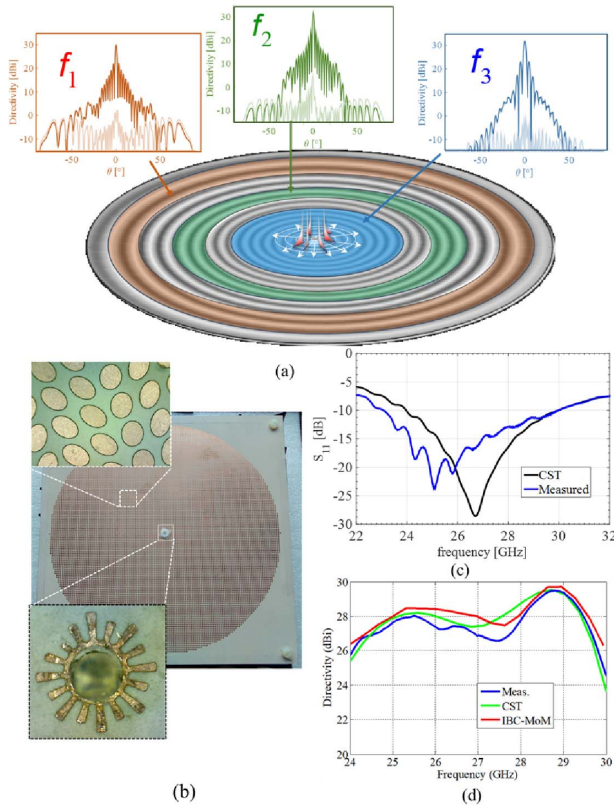 f1
Directivity [dBi]
30
20
10
0
-10
-50
0
50
θ [°]
f2
Directivity [dBi]
30
20
10
0
-10
-50
0
50
θ [°]
f3
Directivity [dBi]
30
20
10
0
-10
-50
0
50
θ [°]
(a)
(b)
0
-5
-10
-15
-20
-25
-30
S11 [dB]
CST
Measured
22
24
26
28
30
32
frequency [GHz]
(c)
30
28
26
24
22
20
Directivity (dBi)
Meas.
CST
IBC-MoM
24
25
26
27
28
29
30
Frequency (GHz)
(d)